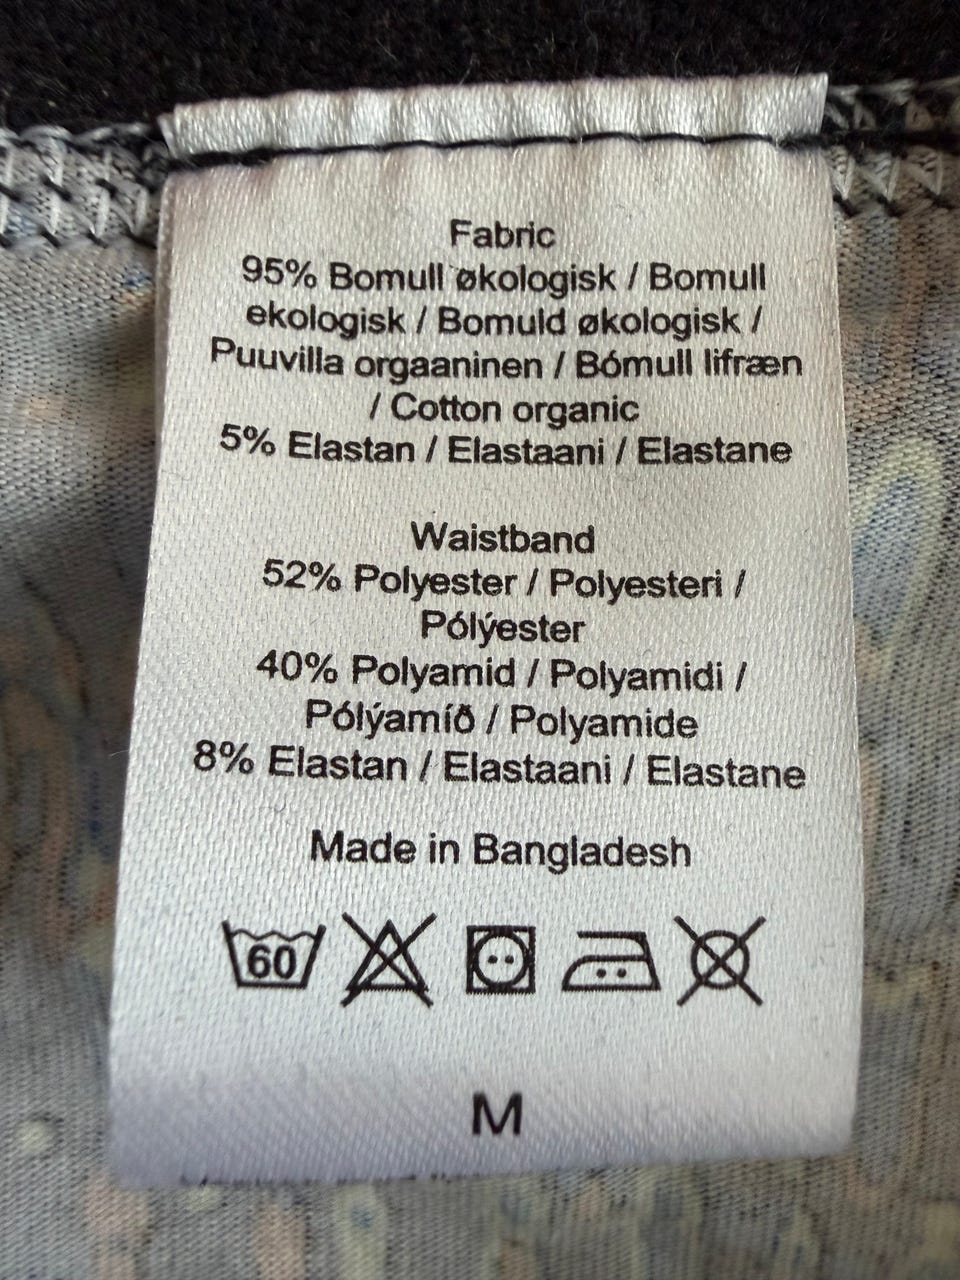 Fabric
95% Bomull økologisk / Bomull
ekologisk / Bomuld økologisk /
Puuvilla orgaaninen / Bómull lifræn
/ Cotton organic
5% Elastan / Elastaani / Elastane
Waistband
52% Polyester / Polyesteri /
Pólýester
40% Polyamid / Polyamidi /
Pólýamíð / Polyamide
8% Elastan / Elastaani / Elastane
Made in Bangladesh
60
M